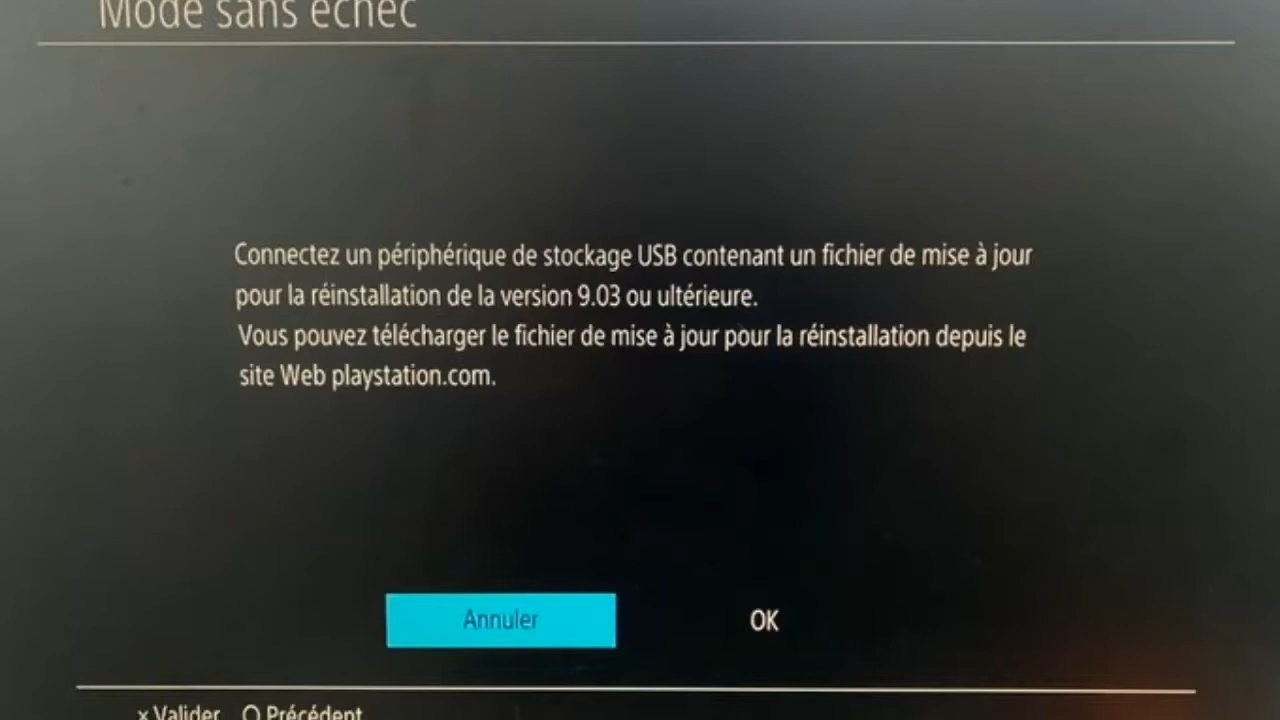 Mode sans échec
Connectez un périphérique de stockage USB contenant un fichier de mise à jour
pour la réinstallation de la version 9.03 ou ultérieure.
Vous pouvez télécharger le fichier de mise à jour pour la réinstallation depuis le
site Web playstation.com.
Annuler OK
× Valider O Précédent